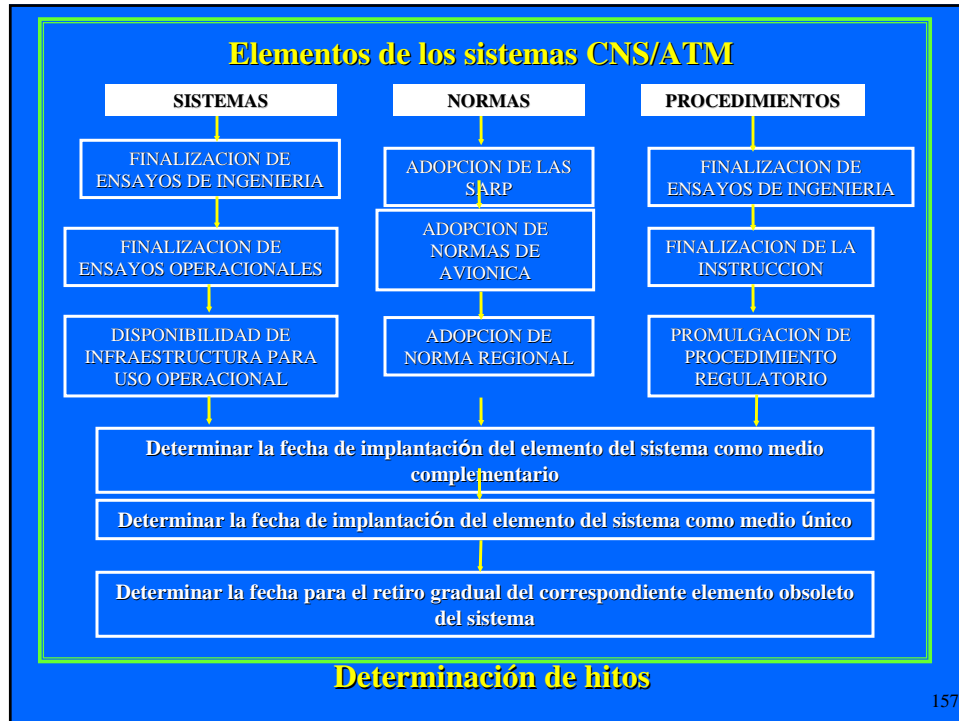 Elementos de los sistemas CNS/ATM
SISTEMAS
FINALIZACION DE
ENSAYOS DE INGENIERIA
FINALIZACION DE
ENSAYOS OPERACIONALES
DISPONIBILIDAD DE
INFRAESTRUCTURA PARA
USO OPERACIONAL
NORMAS
ADOPCION DE LAS
SARP
ADOPCION DE
NORMAS DE
AVIONICA
ADOPCION DE
NORMA REGIONAL
PROCEDIMIENTOS
FINALIZACION DE
ENSAYOS DE INGENIERIA
FINALIZACION DE LA
INSTRUCCION
PROMULGACION DE
PROCEDIMIENTO
REGULATORIO
Determinar la fecha de implantación del elemento del sistema como medio
complementario
Determinar la fecha de implantación del elemento del sistema como medio único
Determinar la fecha para el retiro gradual del correspondiente elemento obsoleto
del sistema
Determinación de hitos
157